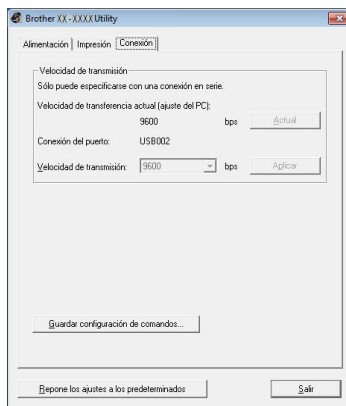 Brother XX-XXXX Utility
Alimentación Impresión Conexión
Velocidad de transmisión
Sólo puede especificarse con una conexión en serie.
Velocidad de transferencia actual (ajuste del PC):
9600 bps Actual
Conexión del puerto: USB002
Velocidad de transmisión: 9600 bps Aplicar
Guardar configuración de comandos...
Repone los ajustes a los predeterminados Salir